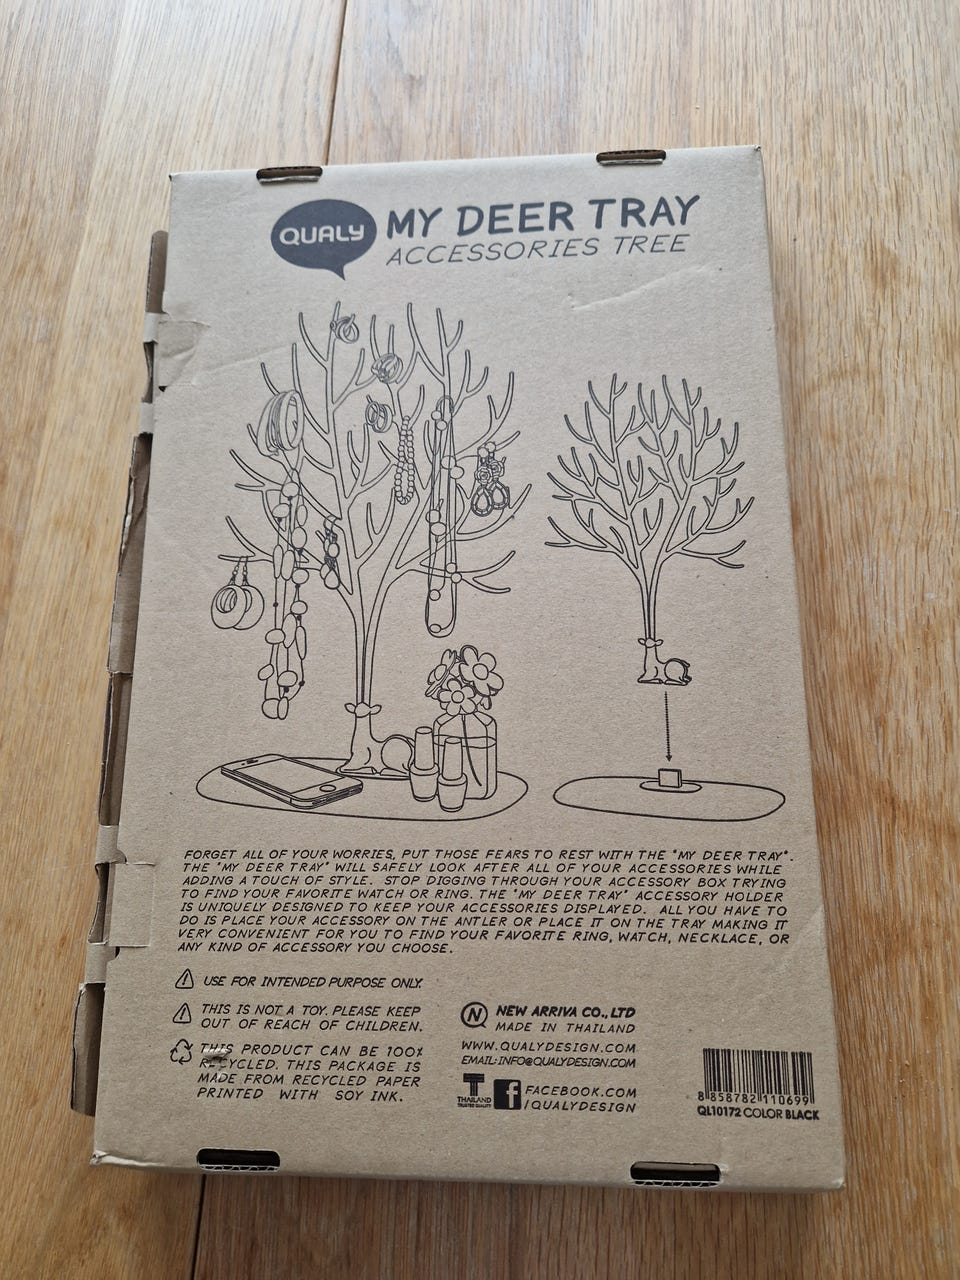 QUALY
MY DEER TRAY
ACCESSORIES TREE
FORGET ALL OF YOUR WORRIES, PUT THOSE FEARS TO REST WITH THE "MY DEER TRAY".
THE "MY DEER TRAY" WILL SAFELY LOOK AFTER ALL OF YOUR ACCESSORIES WHILE
ADDING A TOUCH OF STYLE. STOP DIGGING THROUGH YOUR ACCESSORY BOX TRYING
TO FIND YOUR FAVORITE WATCH OR RING. THE "MY DEER TRAY" ACCESSORY HOLDER
IS UNIQUELY DESIGNED TO KEEP YOUR ACCESSORIES DISPLAYED. ALL YOU HAVE TO
DO IS PLACE YOUR ACCESSORY ON THE ANTLER OR PLACE IT ON THE TRAY MAKING IT
VERY CONVENIENT FOR YOU TO FIND YOUR FAVORITE RING, WATCH, NECKLACE, OR
ANY KIND OF ACCESSORY YOU CHOOSE.
USE FOR INTENDED PURPOSE ONLY.
THIS IS NOT A TOY. PLEASE KEEP
OUT OF REACH OF CHILDREN.
THIS PRODUCT CAN BE 100%
RECYCLED. THIS PACKAGE IS
MADE FROM RECYCLED PAPER
PRINTED WITH SOY INK.
N NEW ARRIVA CO., LTD
MADE IN THAILAND
WWW.QUALYDESIGN.COM
EMAIL: INFO@QUALYDESIGN.COM
T
THAILAND
TRUSTED QUALITY
f
FACEBOOK.COM
/QUALYDESIGN
8 858782 110699
QL10172 COLOR BLACK